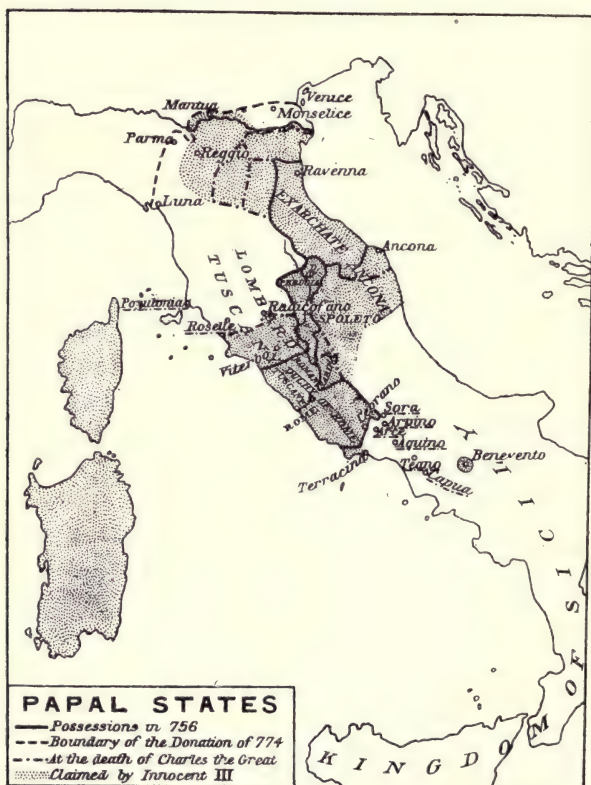 Venice
Mantua
Monselice
Parma
Reggio
Ravenna
Luna
EXARCHATE
Ancona
LOMBARD
TUSCANY
Radicofano
SPOLETO
Populonia
Roselle
Viterbo
ROME
Ceprano
Sora
Arpino
Arce
Aquino
Teano
Capua
Benevento
Terracina
KINGDOM OF SICILY
PAPAL STATES
Possessions in 756
Boundary of the Donation of 774
At the death of Charles the Great
Claimed by Innocent III